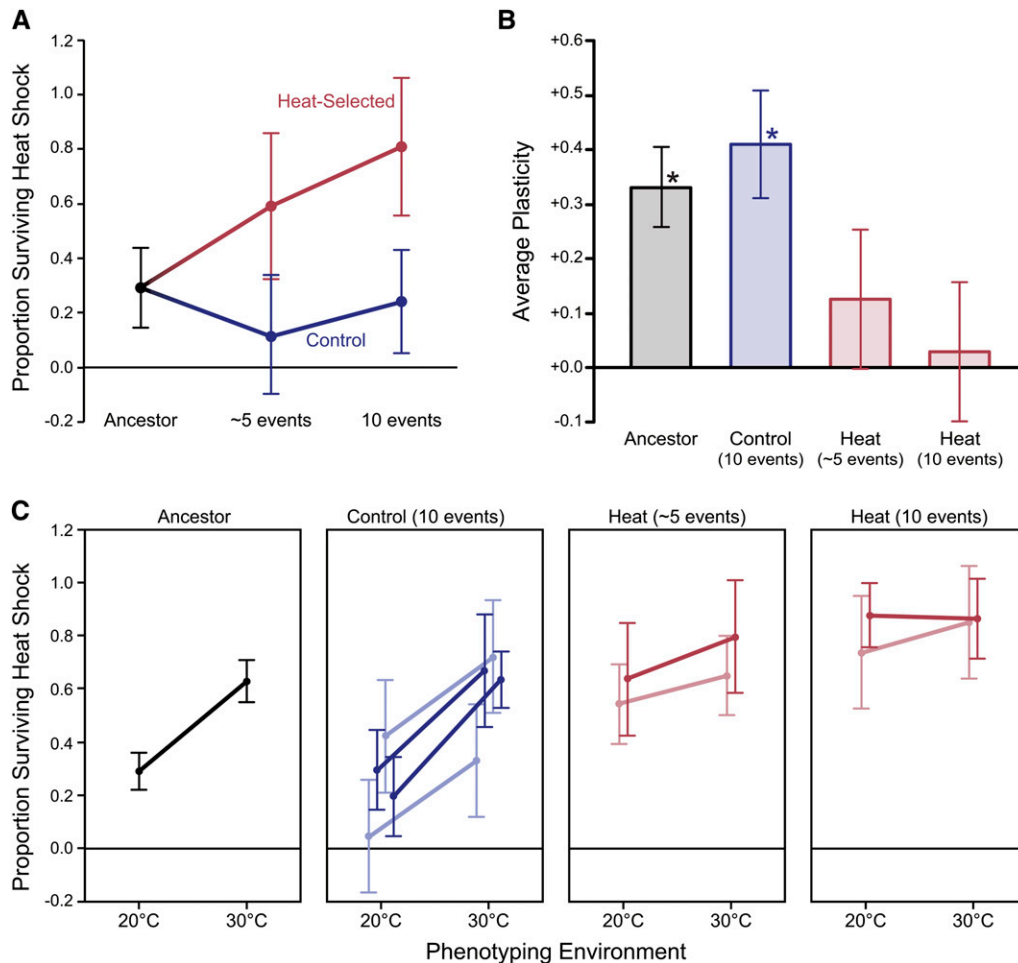 A
Proportion Surviving Heat Shock
1.2
1.0
0.8
0.6
0.4
0.2
0.0
-0.2
Heat-Selected
Control
Ancestor
~5 events
10 events
B
Average Plasticity
+0.6
+0.5
+0.4
+0.3
+0.2
+0.1
+0.0
-0.1
*
*
Ancestor
Control
(10 events)
Heat
(~5 events)
Heat
(10 events)
C
Proportion Surviving Heat Shock
1.2
1.0
0.8
0.6
0.4
0.2
0.0
-0.2
Ancestor
Control (10 events)
Heat (~5 events)
Heat (10 events)
20°C
30°C
20°C
30°C
20°C
30°C
20°C
30°C
Phenotyping Environment